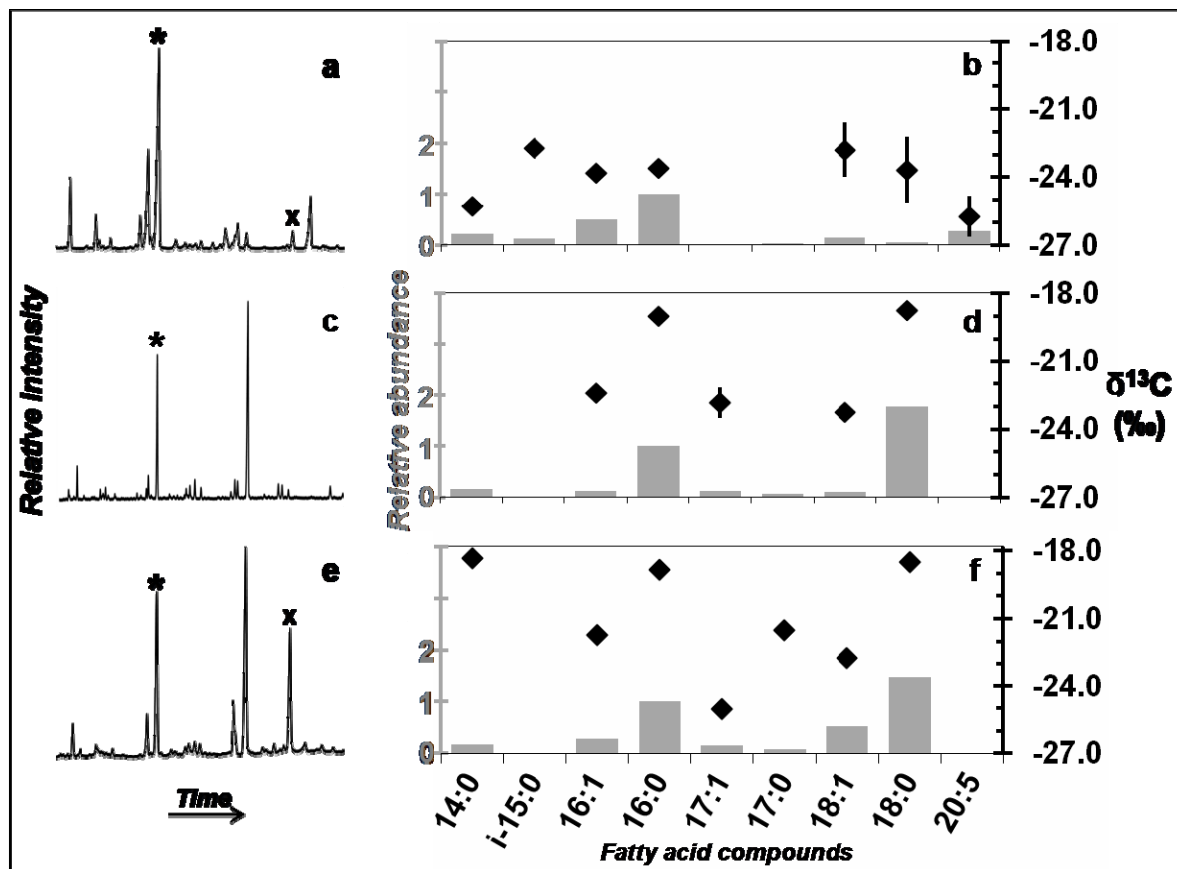 *
a
x
b
2
1
0
-18.0
-21.0
-24.0
-27.0
Relative Intensity
*
c
Relative abundance
d
2
1
0
-18.0
-21.0
-24.0
-27.0
δ¹³C
(‰)
*
e
x
f
2
1
0
-18.0
-21.0
-24.0
-27.0
Time
14:0
i-15:0
16:1
16:0
17:1
17:0
18:1
18:0
20:5
Fatty acid compounds